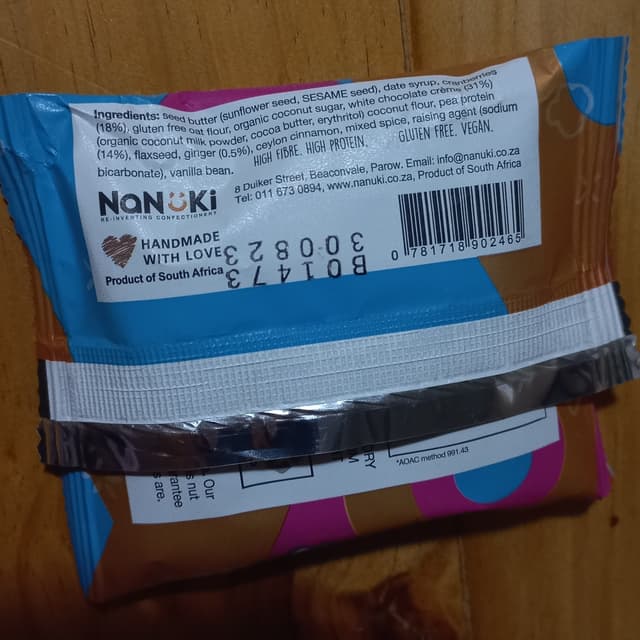 Ingredients: seed butter (sunflower seed, SESAME seed), date syrup, cranberries
(18%), gluten free oat flour, organic coconut sugar, white chocolate crème (31%)
(organic coconut milk powder, cocoa butter, erythritol) coconut flour, pea protein
(14%), flaxseed, ginger (0.5%), ceylon cinnamon, mixed spice, raising agent (sodium
bicarbonate), vanilla bean. HIGH FIBRE. HIGH PROTEIN. GLUTEN FREE. VEGAN.
NANUKi
RE-INVENTING CONFECTIONERY
8 Duiker Street, Beaconvale, Parow. Email: info@nanuki.co.za
Tel: 011 673 0894, www.nanuki.co.za, Product of South Africa
HANDMADE
WITH LOVE
Product of South Africa
B01473
300823
0 781718 902465
. Our
s nut
arantee
s are.
DRY
M
T
*AOAC method 991.43